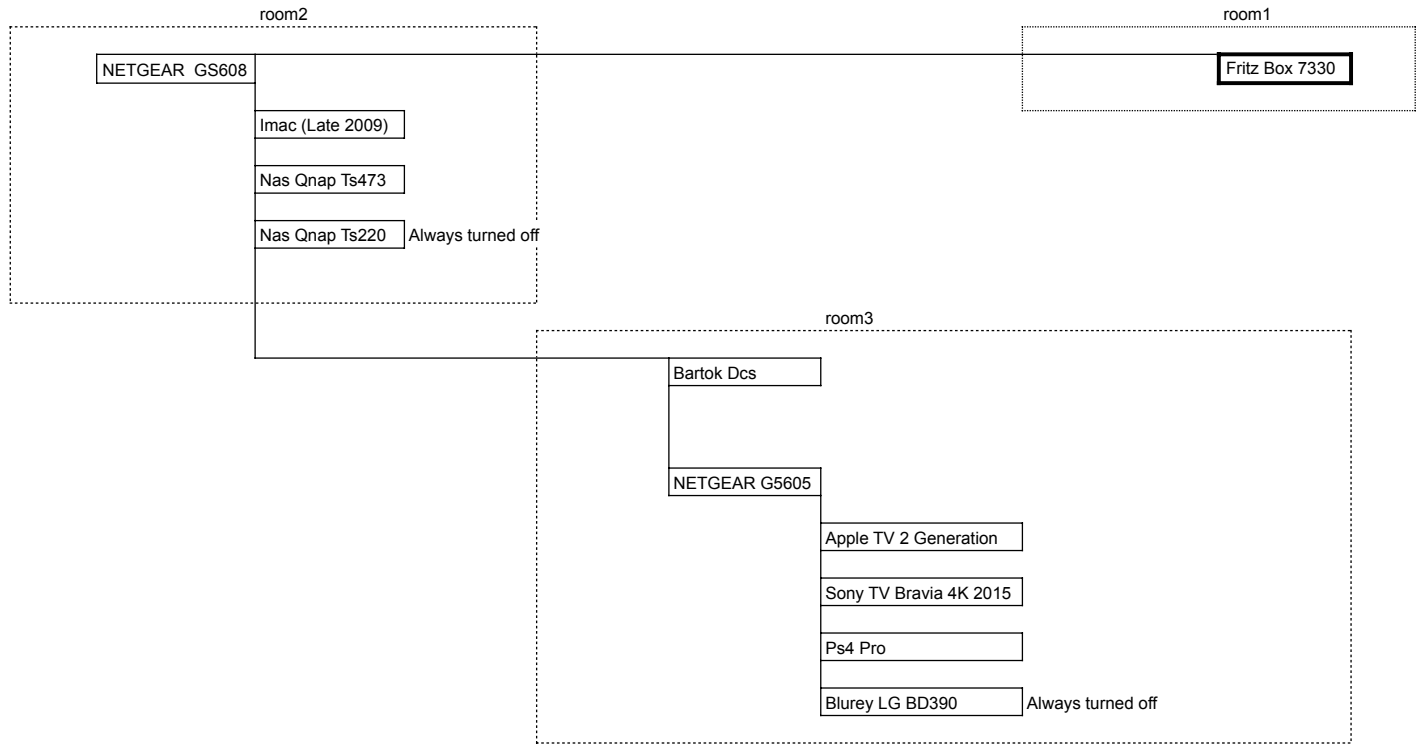 room2
room1
NETGEAR  GS608
Fritz Box 7330
Imac (Late 2009)
Nas Qnap Ts473
Nas Qnap Ts220 Always turned off
room3
Bartok Dcs
NETGEAR G5605
Apple TV 2 Generation
Sony TV Bravia 4K 2015
Ps4 Pro
Blurey LG BD390 Always turned off